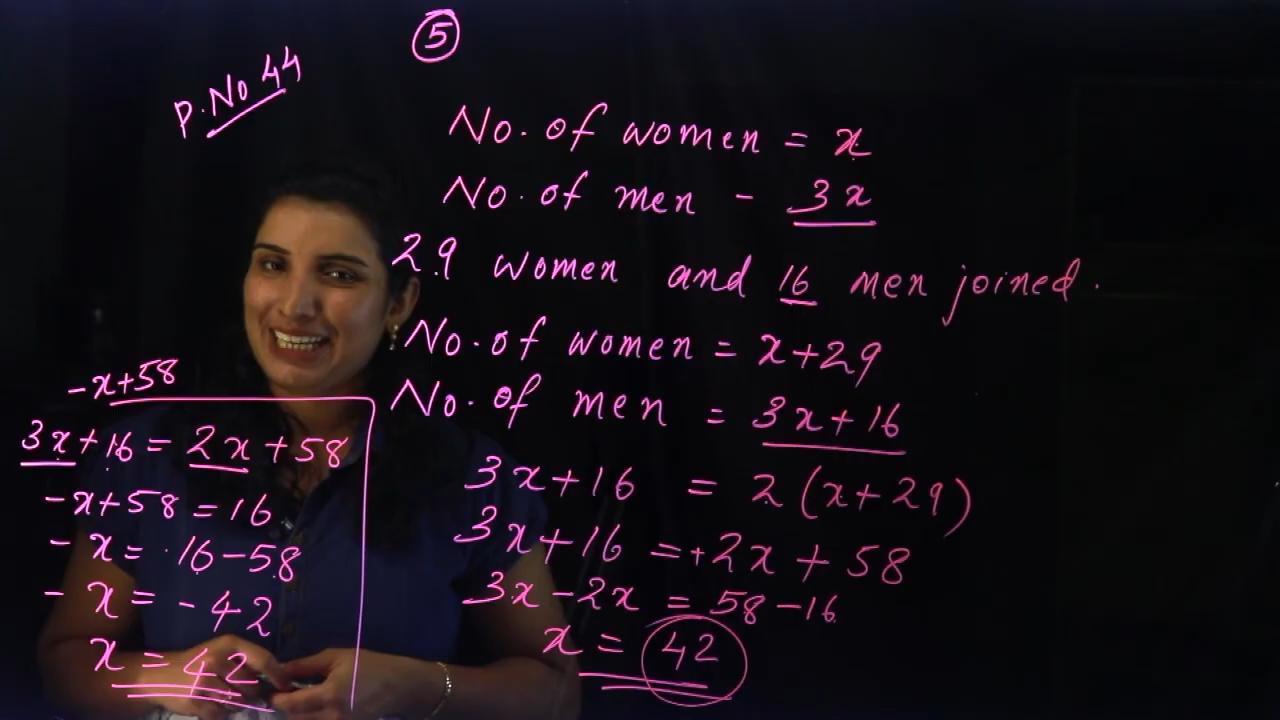 5
P.No 44
No. of women = x
No. of men - 3x
29 women and 16 men joined.
No. of women = x+29
No. of men = 3x+16
3x+16 = 2(x+29)
3x+16 =+2x+58
3x-2x = 58-16
x = 42
-x+58
3x+16 = 2x+58
-x+58=16
-x= 16-58
-x=-42
x=42